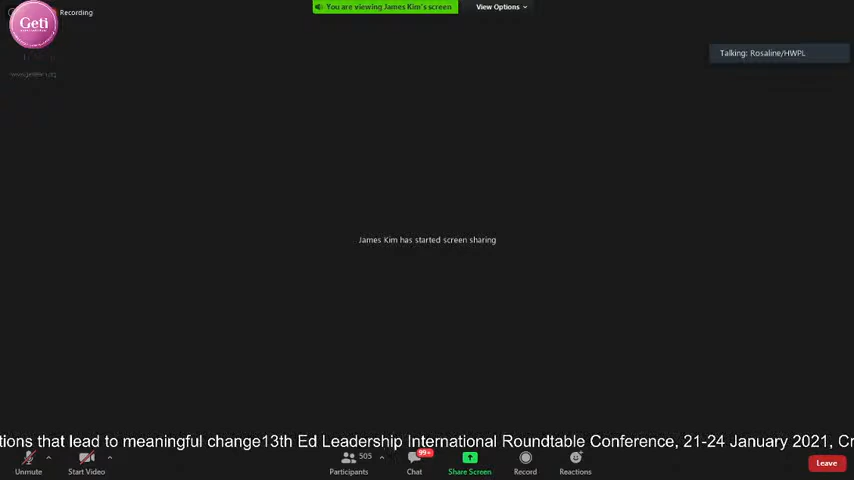 Geti
Recording
You are viewing James Kim's screen
View Options
Talking: Rosaline/HWPL
James Kim has started screen sharing
tions that lead to meaningful change13th Ed Leadership International Roundtable Conference, 21-24 January 2021, Cr
505
99+
Unmute
Start Video
Participants
Chat
Share Screen
Record
Reactions
Leave